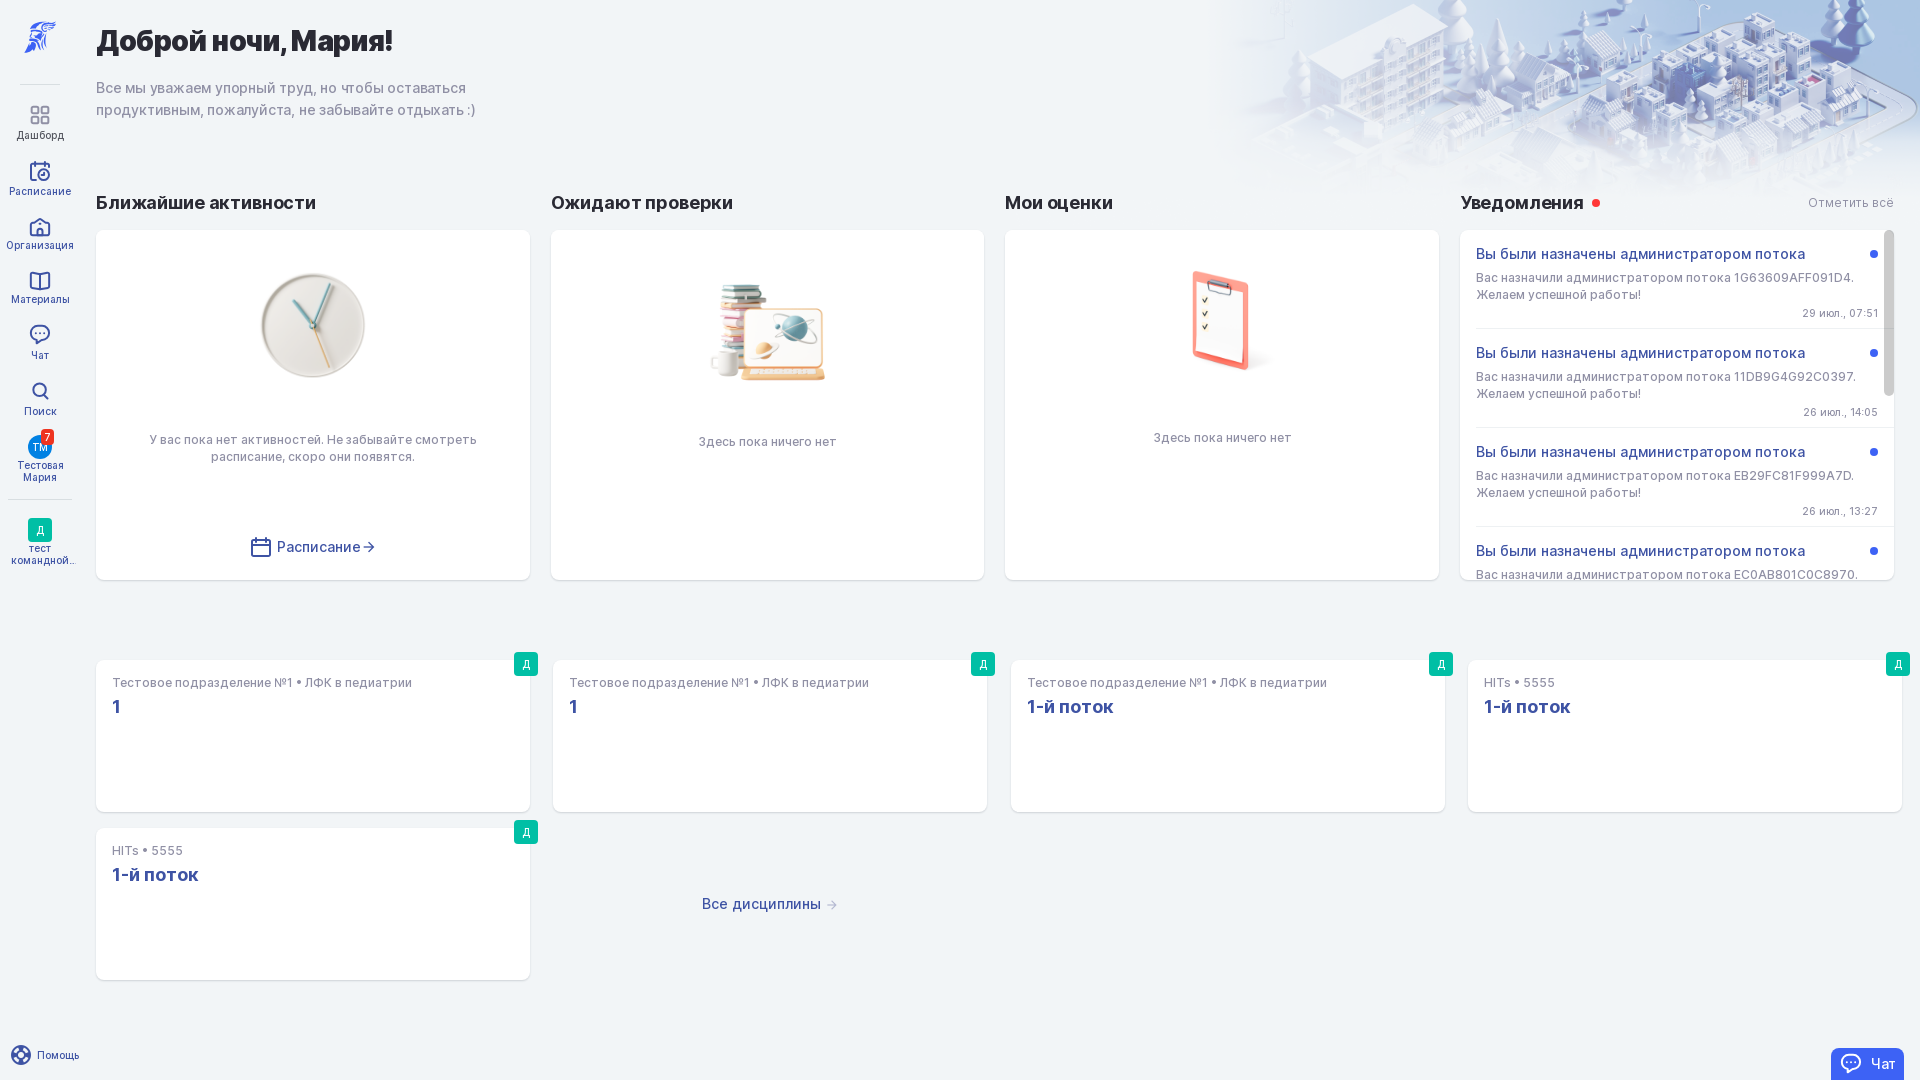 Доброй ночи, Мария!
Все мы уважаем упорный труд, но чтобы оставаться
продуктивным, пожалуйста, не забывайте отдыхать :)
Дашборд
Расписание
Организация
Материалы
Чат
Поиск
7
ТМ
Тестовая
Мария
Д
тест
командной...
Помощь
Ближайшие активности
У вас пока нет активностей. Не забывайте смотреть
расписание, скоро они появятся.
Расписание
Ожидают проверки
Здесь пока ничего нет
Мои оценки
Здесь пока ничего нет
Уведомления
Отметить всё
Вы были назначены администратором потока
Вас назначили администратором потока 1G63609AFF091D4.
Желаем успешной работы!
29 июл., 07:51
Вы были назначены администратором потока
Вас назначили администратором потока 11DB9G4G92C0397.
Желаем успешной работы!
26 июл., 14:05
Вы были назначены администратором потока
Вас назначили администратором потока EB29FC81F999A7D.
Желаем успешной работы!
26 июл., 13:27
Вы были назначены администратором потока
Вас назначили администратором потока EC0AB801C0C8970.
Д
Тестовое подразделение №1 • ЛФК в педиатрии
1
Д
Тестовое подразделение №1 • ЛФК в педиатрии
1
Д
Тестовое подразделение №1 • ЛФК в педиатрии
1-й поток
Д
HITs • 5555
1-й поток
Д
HITs • 5555
1-й поток
Все дисциплины
Чат